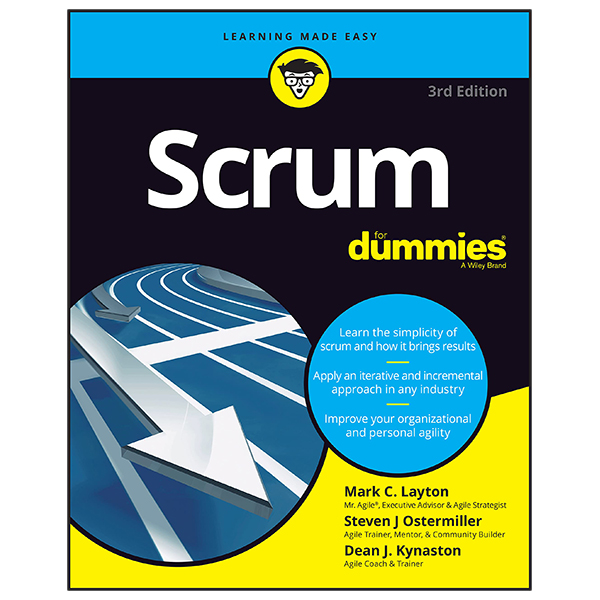 LEARNING MADE EASY
3rd Edition
Scrum
for
dummies®
A Wiley Brand
Learn the simplicity of
scrum and how it brings results
Apply an iterative and incremental
approach in any industry
Improve your organizational
and personal agility
Mark C. Layton
Mr. Agile®, Executive Advisor & Agile Strategist
Steven J Ostermiller
Agile Trainer, Mentor, & Community Builder
Dean J. Kynaston
Agile Coach & Trainer